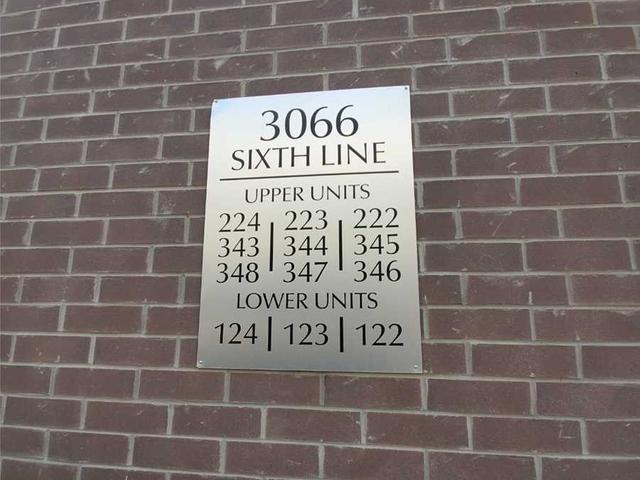 3066
SIXTH LINE
UPPER UNITS
224 | 223 | 222
343 | 344 | 345
348 | 347 | 346
LOWER UNITS
124 | 123 | 122